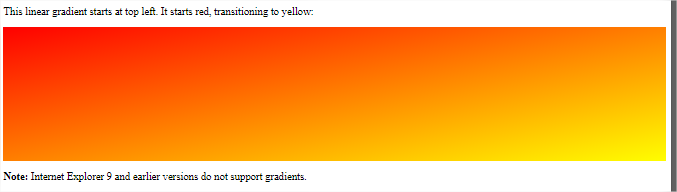 This linear gradient starts at top left. It starts red, transitioning to yellow:
Note: Internet Explorer 9 and earlier versions do not support gradients.